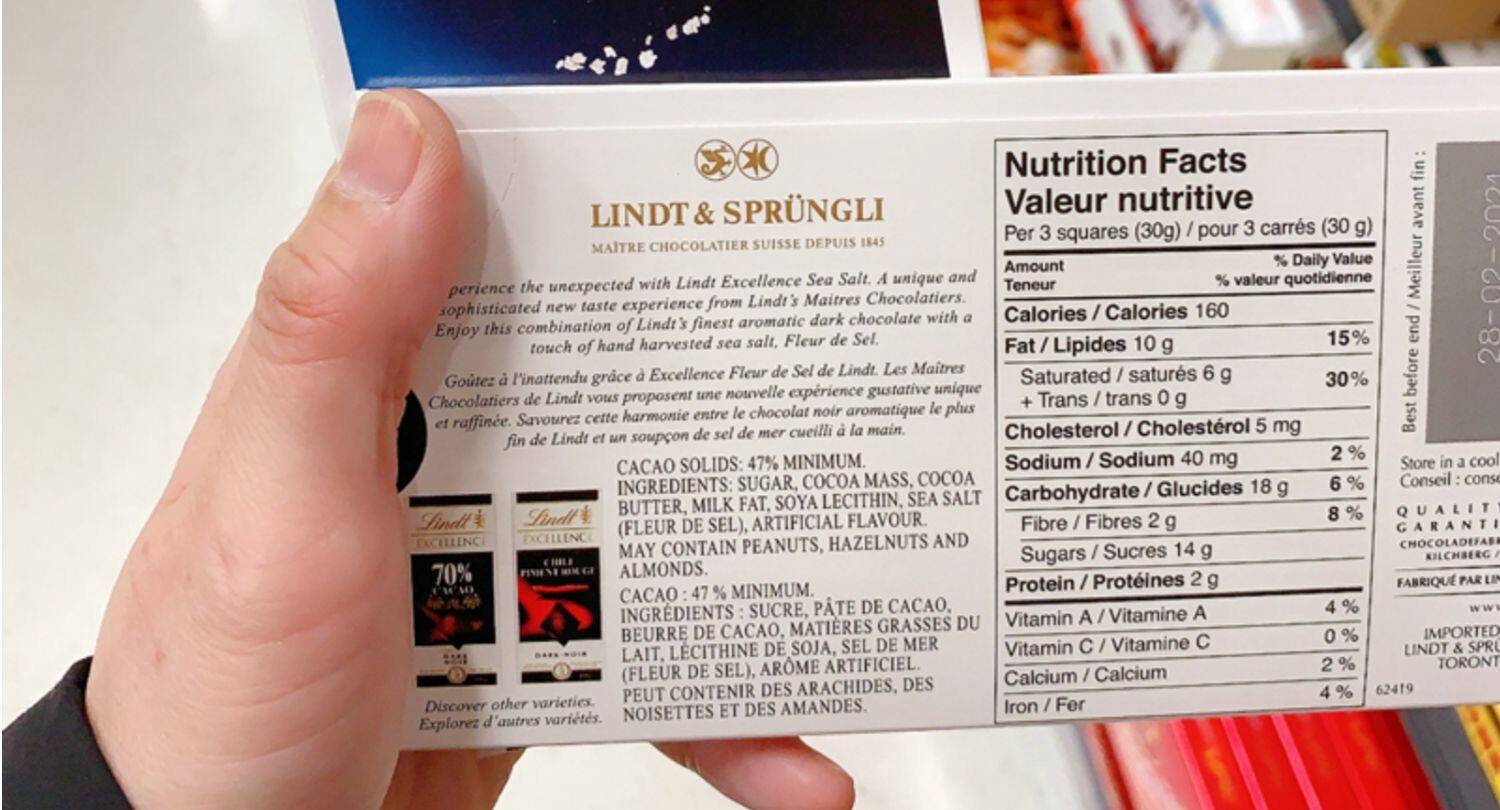 LINDT & SPRÜNGLI
MAÎTRE CHOCOLATIER SUISSE DEPUIS 1845
perience the unexpected with Lindt Excellence Sea Salt. A unique and
sophisticated new taste experience from Lindt's Maitres Chocolatiers.
Enjoy this combination of Lindt's finest aromatic dark chocolate with a
touch of hand harvested sea salt, Fleur de Sel.
Goûtez à l'inattendu grâce à Excellence Fleur de Sel de Lindt. Les Maîtres
Chocolatiers de Lindt vous proposent une nouvelle expérience gustative unique
et raffinée. Savourez cette harmonie entre le chocolat noir aromatique le plus
fin de Lindt et un soupçon de sel de mer cueilli à la main.
CACAO SOLIDS: 47% MINIMUM.
INGREDIENTS: SUGAR, COCOA MASS, COCOA
BUTTER, MILK FAT, SOYA LECITHIN, SEA SALT
(FLEUR DE SEL), ARTIFICIAL FLAVOUR.
MAY CONTAIN PEANUTS, HAZELNUTS AND
ALMONDS.
CACAO : 47 % MINIMUM.
INGRÉDIENTS : SUCRE, PÂTE DE CACAO,
BEURRE DE CACAO, MATIÈRES GRASSES DU
LAIT, LÉCITHINE DE SOJA, SEL DE MER
(FLEUR DE SEL), ARÔME ARTIFICIEL.
PEUT CONTENIR DES ARACHIDES, DES
NOISETTES ET DES AMANDES.
Lindt
EXCELLENC
70%
CACAO
DARK
NOIR
Lindt
EXCELLENC
CHILI
PIMENT ROUGE
DARK-NOIR
Discover other varieties.
Explorez d'autres variétés.
Nutrition Facts
Valeur nutritive
Per 3 squares (30g) / pour 3 carrés (30 g)
Amount % Daily Value
Teneur % valeur quotidienne
Calories / Calories 160
Fat / Lipides 10 g 15%
Saturated / saturés 6 g 30%
+ Trans / trans 0 g
Cholesterol / Cholestérol 5 mg
Sodium / Sodium 40 mg 2 %
Carbohydrate / Glucides 18 g 6 %
Fibre / Fibres 2 g 8 %
Sugars / Sucres 14 g
Protein / Protéines 2 g
Vitamin A / Vitamine A 4 %
Vitamin C / Vitamine C 0 %
Calcium / Calcium 2 %
Iron / Fer 4 %
Best before end / Meilleur avant fin :
28-02-2024
Store in a cool
Conseil : conse
QUALITY
GARANTI
CHOCOLADEFABR
KILCHBERG /
FABRIQUÉ PAR LIN
www
IMPORTED
LINDT & SPRÜ
TORONT
62419